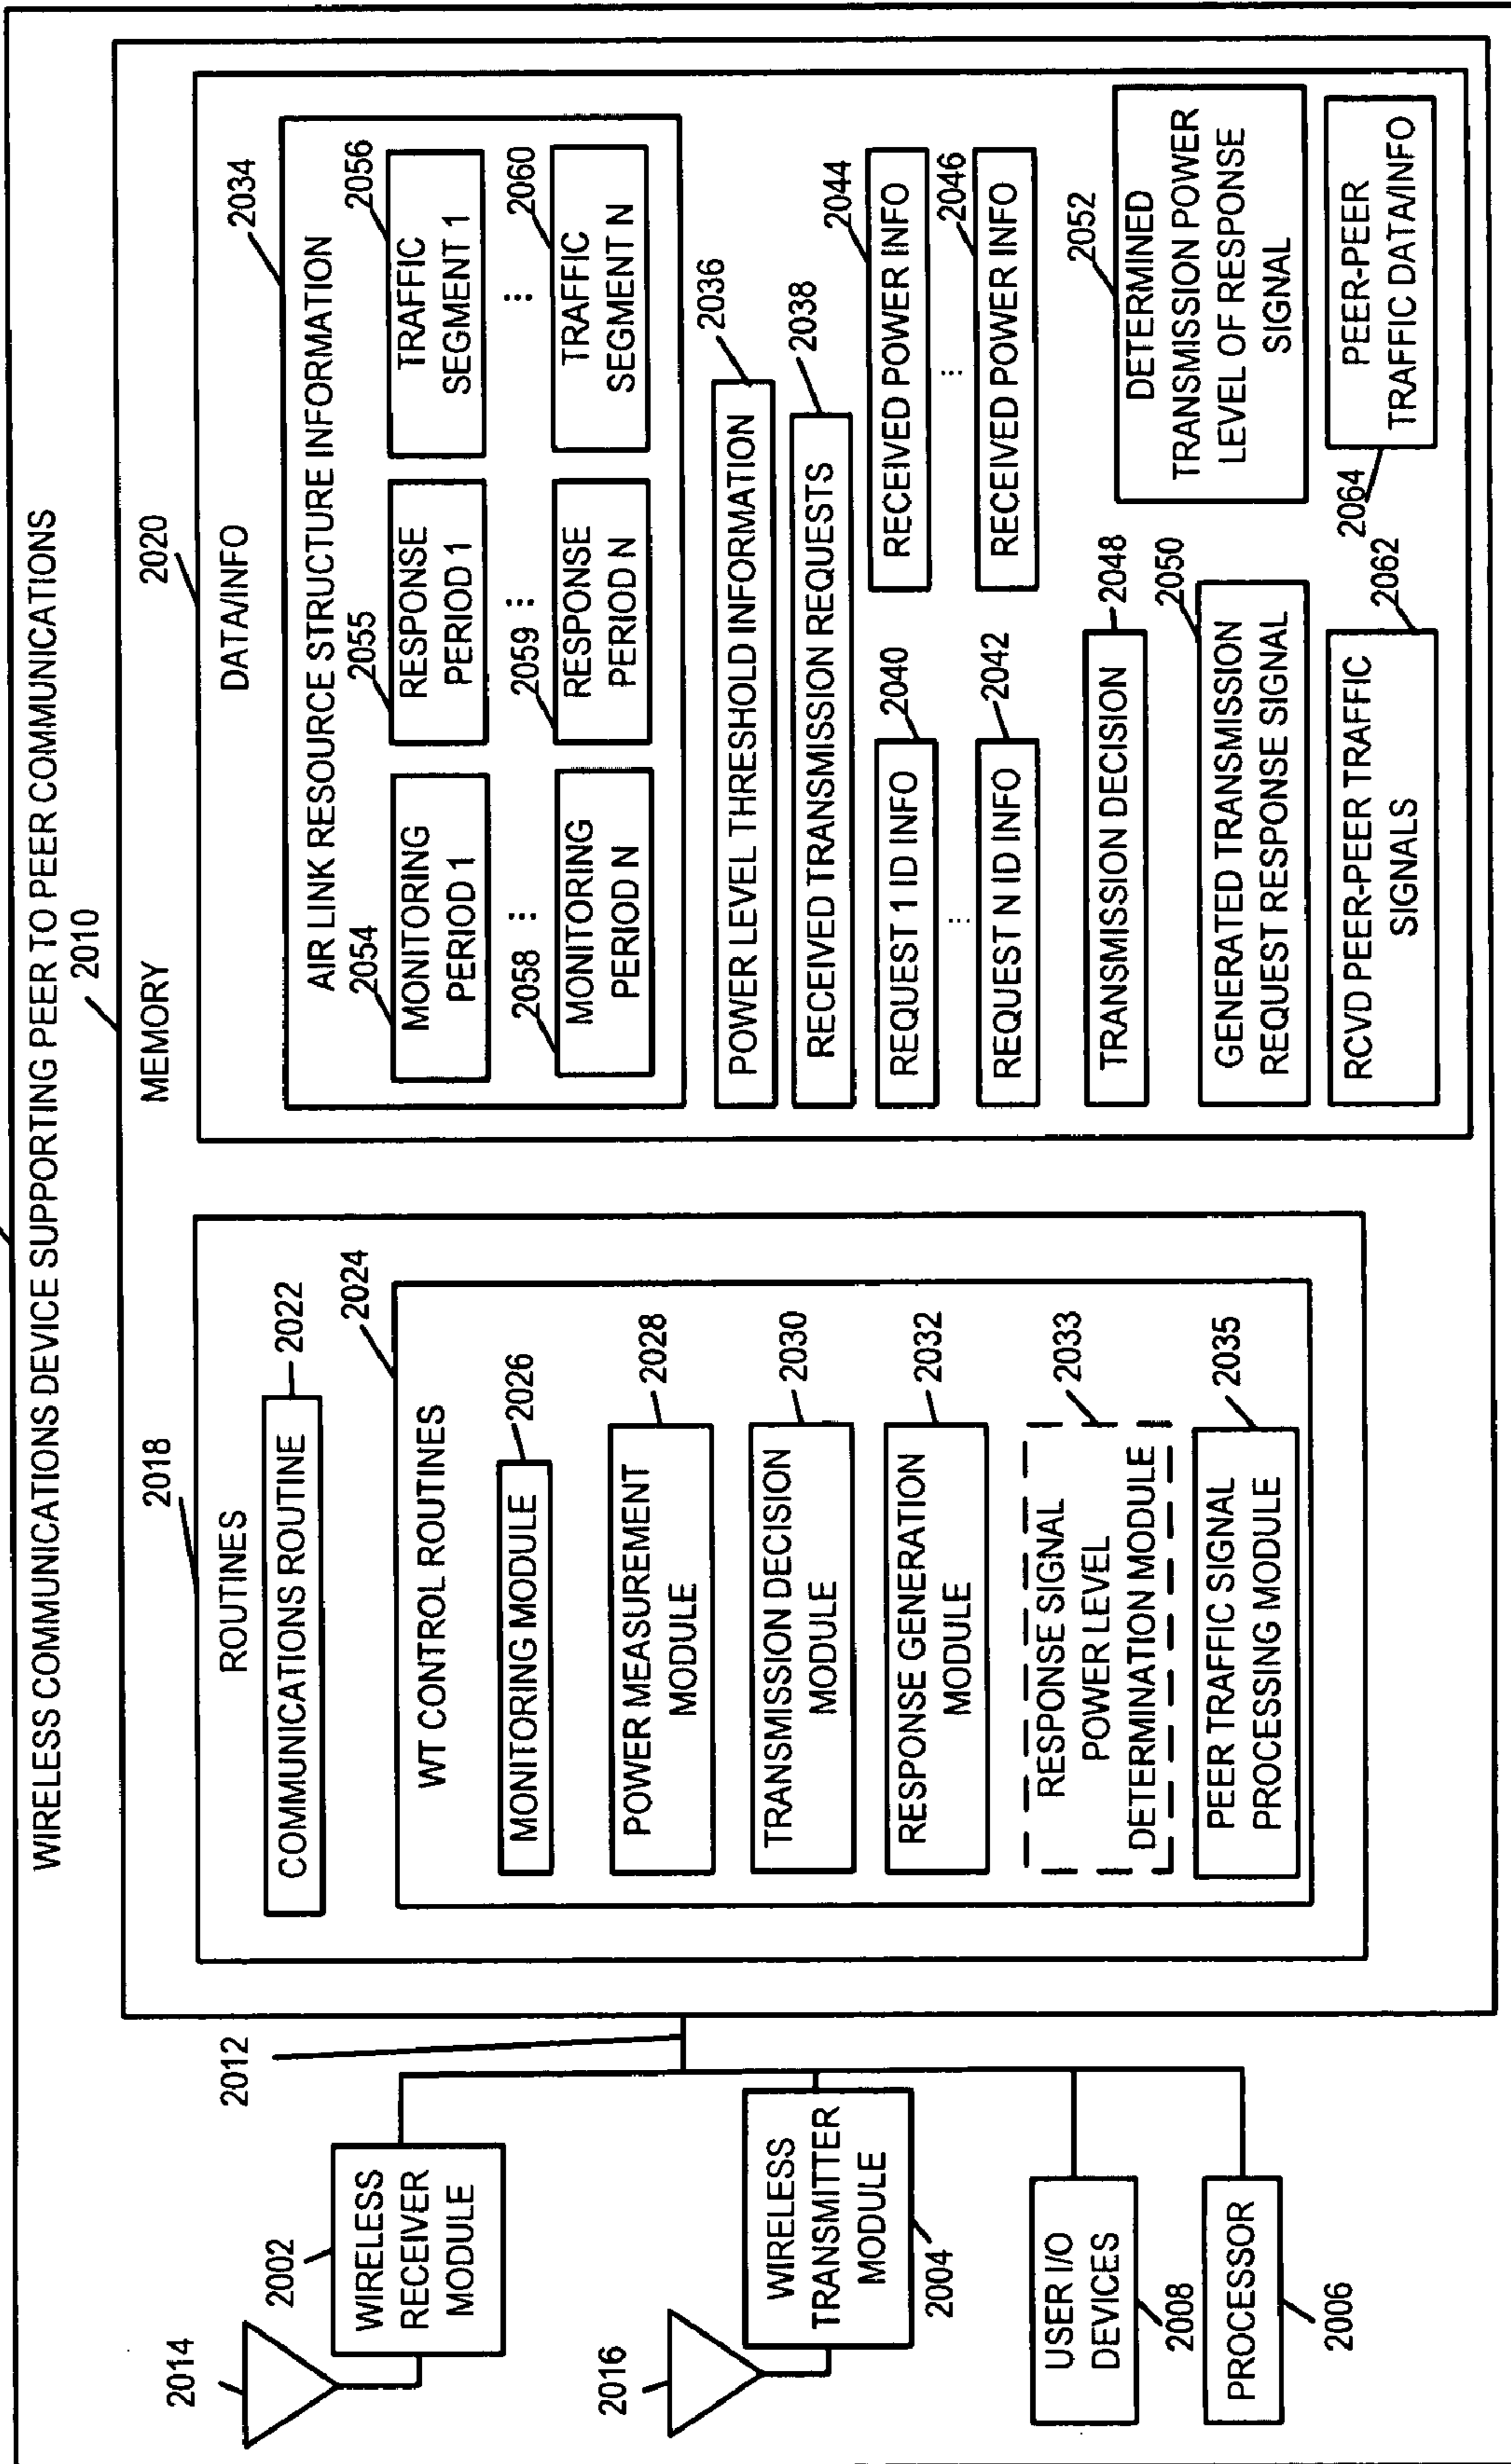 WIRELESS COMMUNICATIONS DEVICE SUPPORTING PEER TO PEER COMMUNICATIONS
2010
MEMORY
2014
2002
WIRELESS
RECEIVER
MODULE
2012
2016
WIRELESS
TRANSMITTER
MODULE
2004
USER I/O
DEVICES
2008
PROCESSOR
2006
2018
ROUTINES
COMMUNICATIONS ROUTINE
2022
2024
WT CONTROL ROUTINES
MONITORING MODULE
2026
POWER MEASUREMENT
MODULE
2028
TRANSMISSION DECISION
MODULE
2030
RESPONSE GENERATION
MODULE
2032
RESPONSE SIGNAL
POWER LEVEL
DETERMINATION MODULE
2033
PEER TRAFFIC SIGNAL
PROCESSING MODULE
2035
2020
DATA/INFO
2034
AIR LINK RESOURCE STRUCTURE INFORMATION
2054
MONITORING
PERIOD 1
2055
RESPONSE
PERIOD 1
2056
TRAFFIC
SEGMENT 1
2058
...
2059
...
...
2060
MONITORING
PERIOD N
RESPONSE
PERIOD N
TRAFFIC
SEGMENT N
POWER LEVEL THRESHOLD INFORMATION
2036
RECEIVED TRANSMISSION REQUESTS
2038
REQUEST 1 ID INFO
2040
RECEIVED POWER INFO
2044
...
...
REQUEST N ID INFO
2042
RECEIVED POWER INFO
2046
TRANSMISSION DECISION
2048
2052
DETERMINED
TRANSMISSION POWER
LEVEL OF RESPONSE
SIGNAL
GENERATED TRANSMISSION
REQUEST RESPONSE SIGNAL
2050
RCVD PEER-PEER TRAFFIC
SIGNALS
2062
PEER-PEER
TRAFFIC DATA/INFO
2064